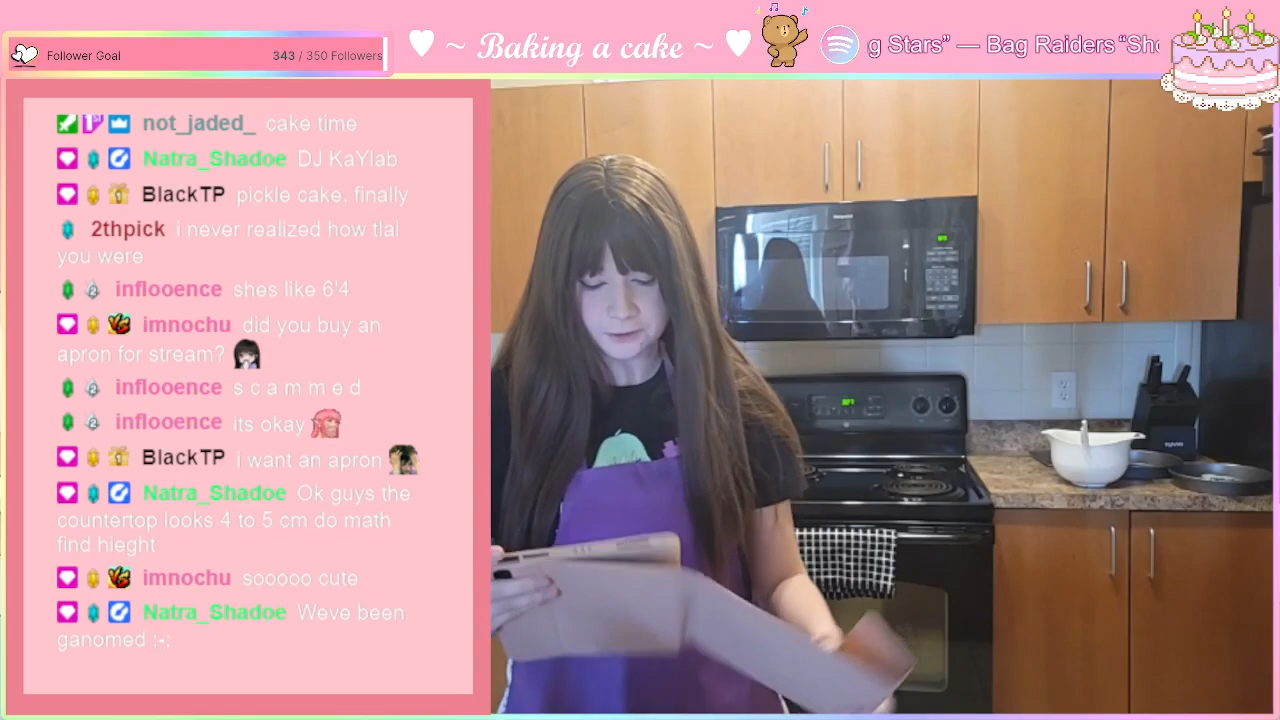 Follower Goal
343 / 350 Followers
~ Baking a cake ~
g Stars” — Bag Raiders “Sho
not_jaded_ cake time
Natra_Shadoe DJ KaYlab
BlackTP pickle cake. finally
2thpick i never realized how tlal
you were
inflooence shes like 6'4
imnochu did you buy an
apron for stream?
inflooence s c a m m e d
inflooence its okay
BlackTP i want an apron
Natra_Shadoe Ok guys the
countertop looks 4 to 5 cm do math
find hieght
imnochu sooooo cute
Natra_Shadoe Weve been
ganomed ;-: